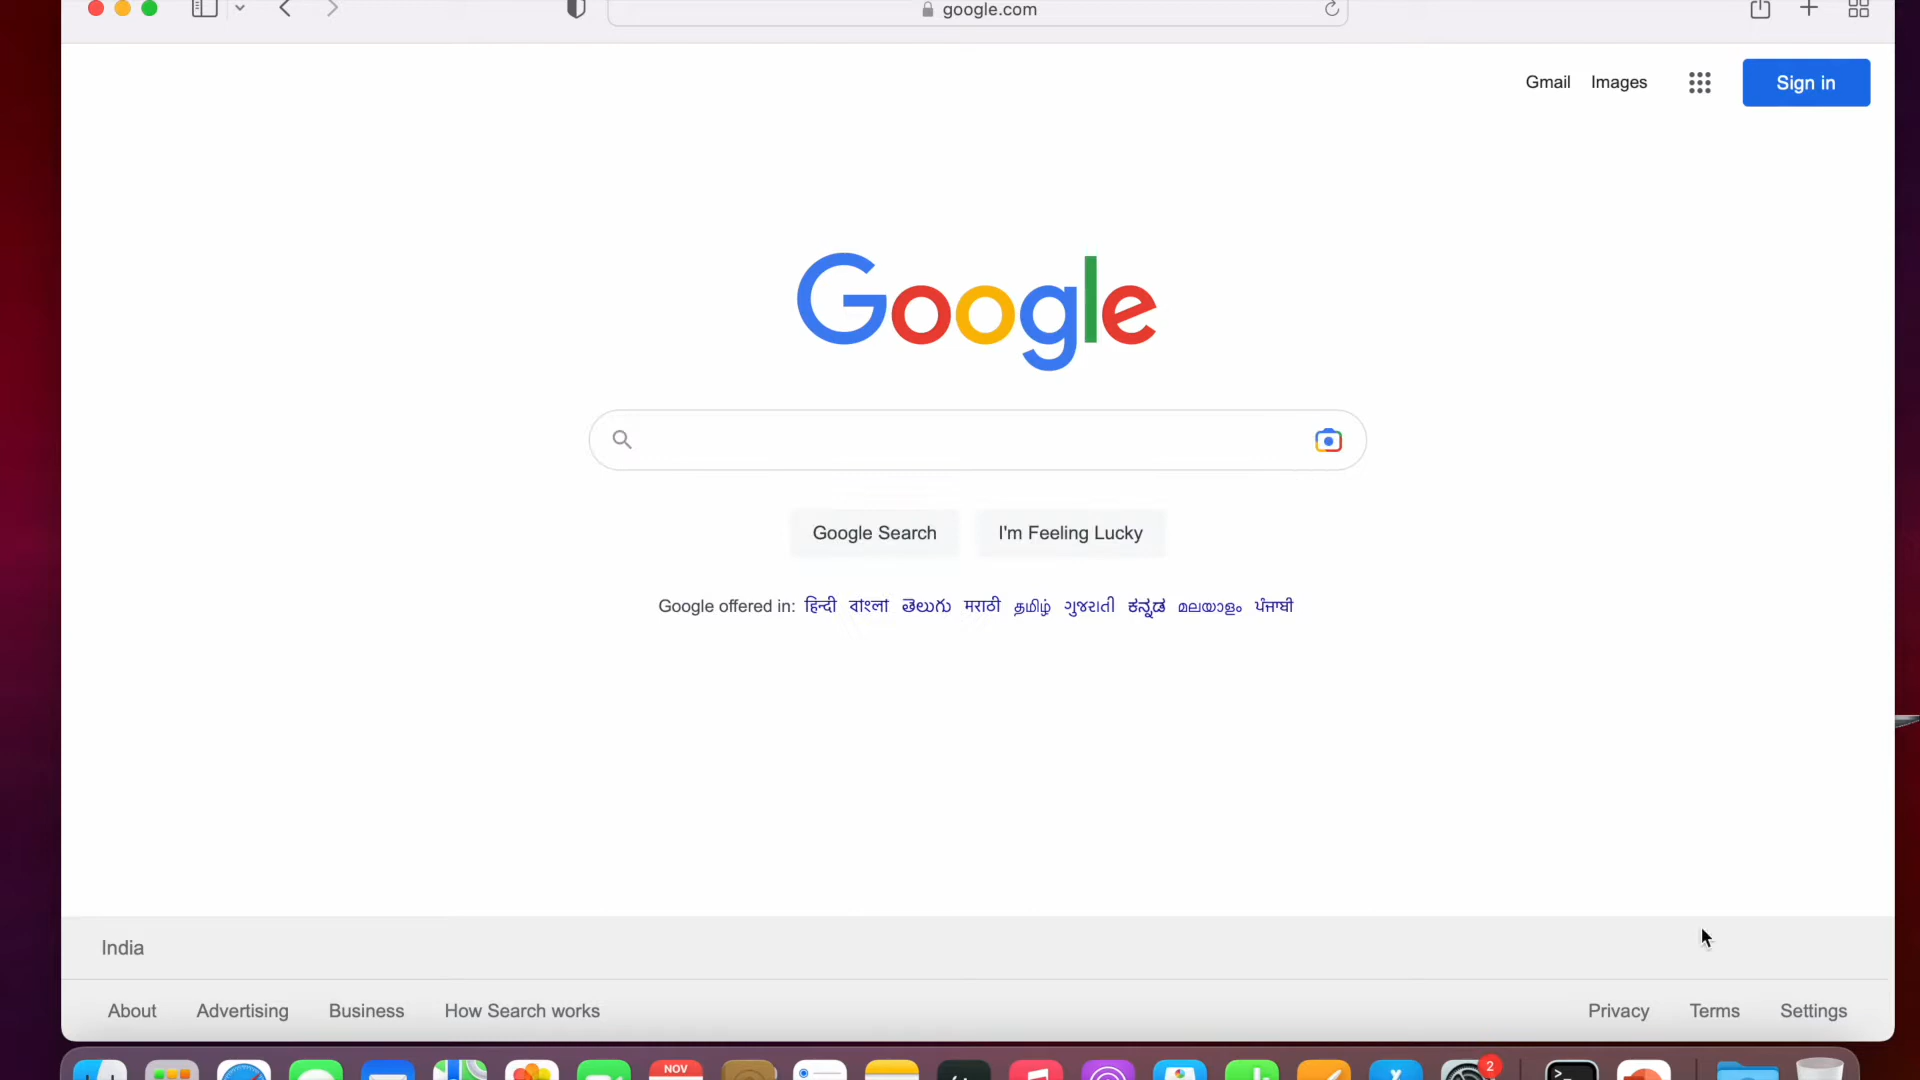 google.com
Gmail Images Sign in
Google
Google Search I'm Feeling Lucky
Google offered in: हिन्दी বাংলা తెలుగు मराठी தமிழ் ગુજરાતી ಕನ್ನಡ മലയാളം ਪੰਜਾਬੀ
India
About Advertising Business How Search works Privacy Terms Settings
NOV 2